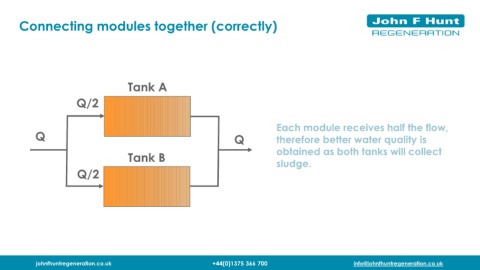 Connecting modules together (correctly)
John F Hunt
REGENERATION
Tank A
Q/2
Q
Q
Tank B
Q/2
Each module receives half the flow,
therefore better water quality is
obtained as both tanks will collect
sludge.
johnfhuntregeneration.co.uk
+44(0)1375 366 700
info@johnfhuntregeneration.co.uk